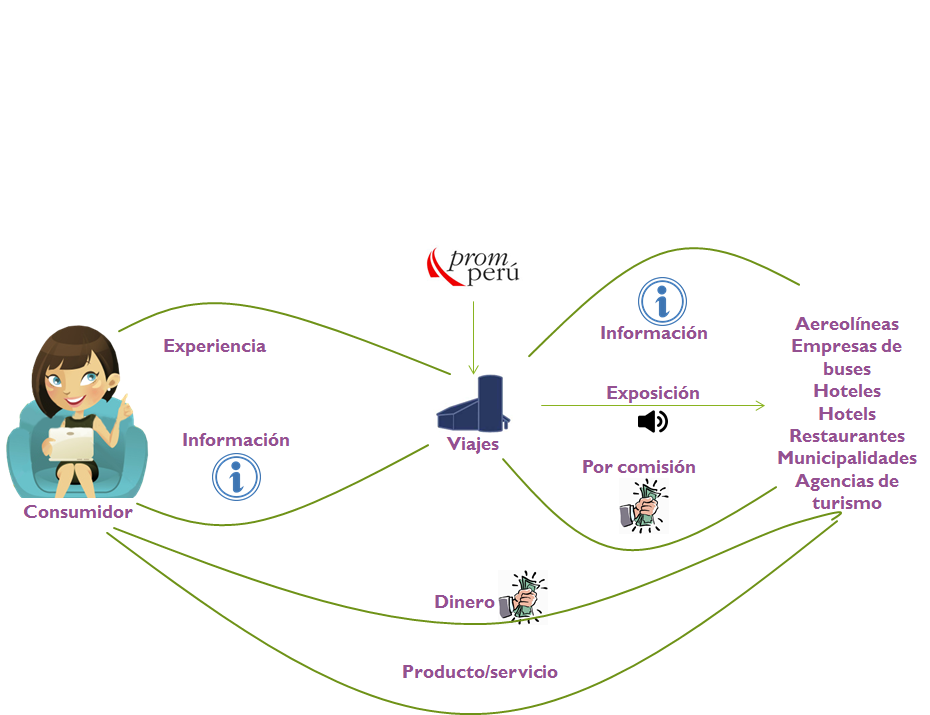 prom
perú
Información
Aereolíneas
Empresas de
buses
Hoteles
Hotels
Restaurantes
Municipalidades
Agencias de
turismo
Experiencia
Exposición
Viajes
Información
Por comisión
Consumidor
Dinero
Producto/servicio